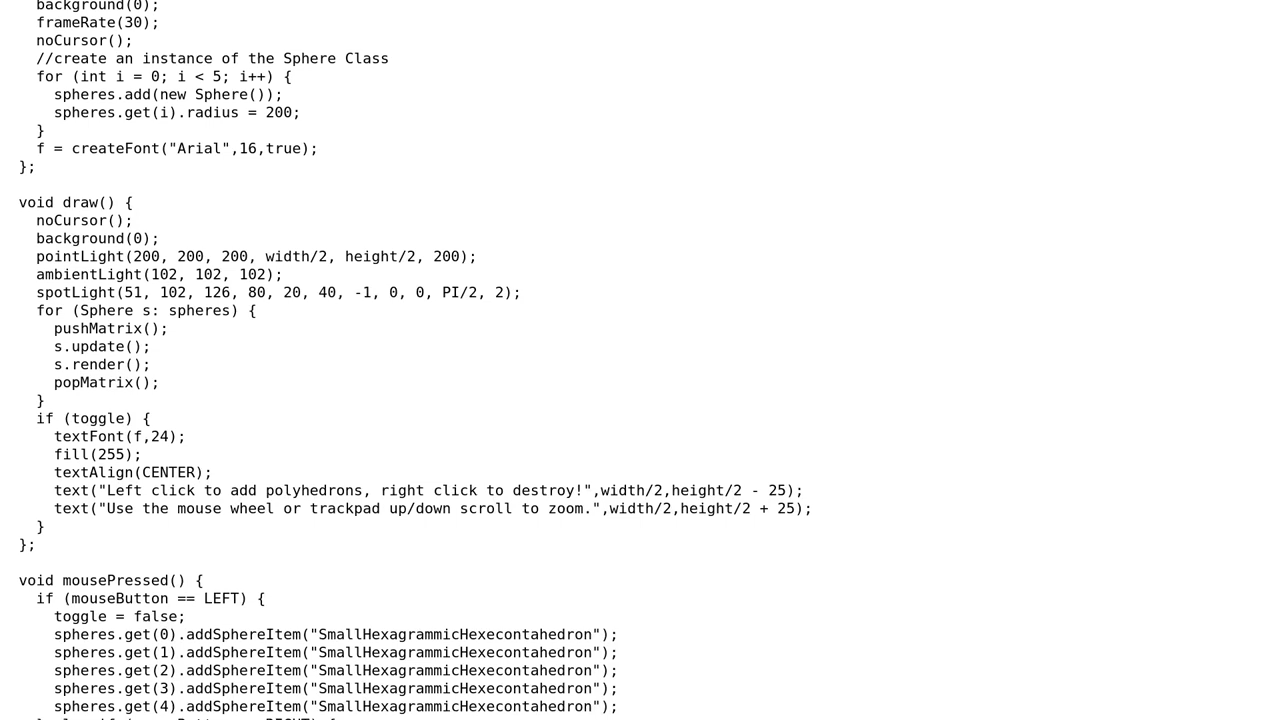 background(0);
frameRate(30);
noCursor();
//create an instance of the Sphere Class
for (int i = 0; i < 5; i++) {
spheres.add(new Sphere());
spheres.get(i).radius = 200;
}
f = createFont("Arial",16,true);
};
void draw() {
noCursor();
background(0);
pointLight(200, 200, 200, width/2, height/2, 200);
ambientLight(102, 102, 102);
spotLight(51, 102, 126, 80, 20, 40, -1, 0, 0, PI/2, 2);
for (Sphere s: spheres) {
pushMatrix();
s.update();
s.render();
popMatrix();
}
if (toggle) {
textFont(f,24);
fill(255);
textAlign(CENTER);
text("Left click to add polyhedrons, right click to destroy!",width/2,height/2 - 25);
text("Use the mouse wheel or trackpad up/down scroll to zoom.",width/2,height/2 + 25);
}
};
void mousePressed() {
if (mouseButton == LEFT) {
toggle = false;
spheres.get(0).addSphereItem("SmallHexagrammicHexecontahedron");
spheres.get(1).addSphereItem("SmallHexagrammicHexecontahedron");
spheres.get(2).addSphereItem("SmallHexagrammicHexecontahedron");
spheres.get(3).addSphereItem("SmallHexagrammicHexecontahedron");
spheres.get(4).addSphereItem("SmallHexagrammicHexecontahedron");